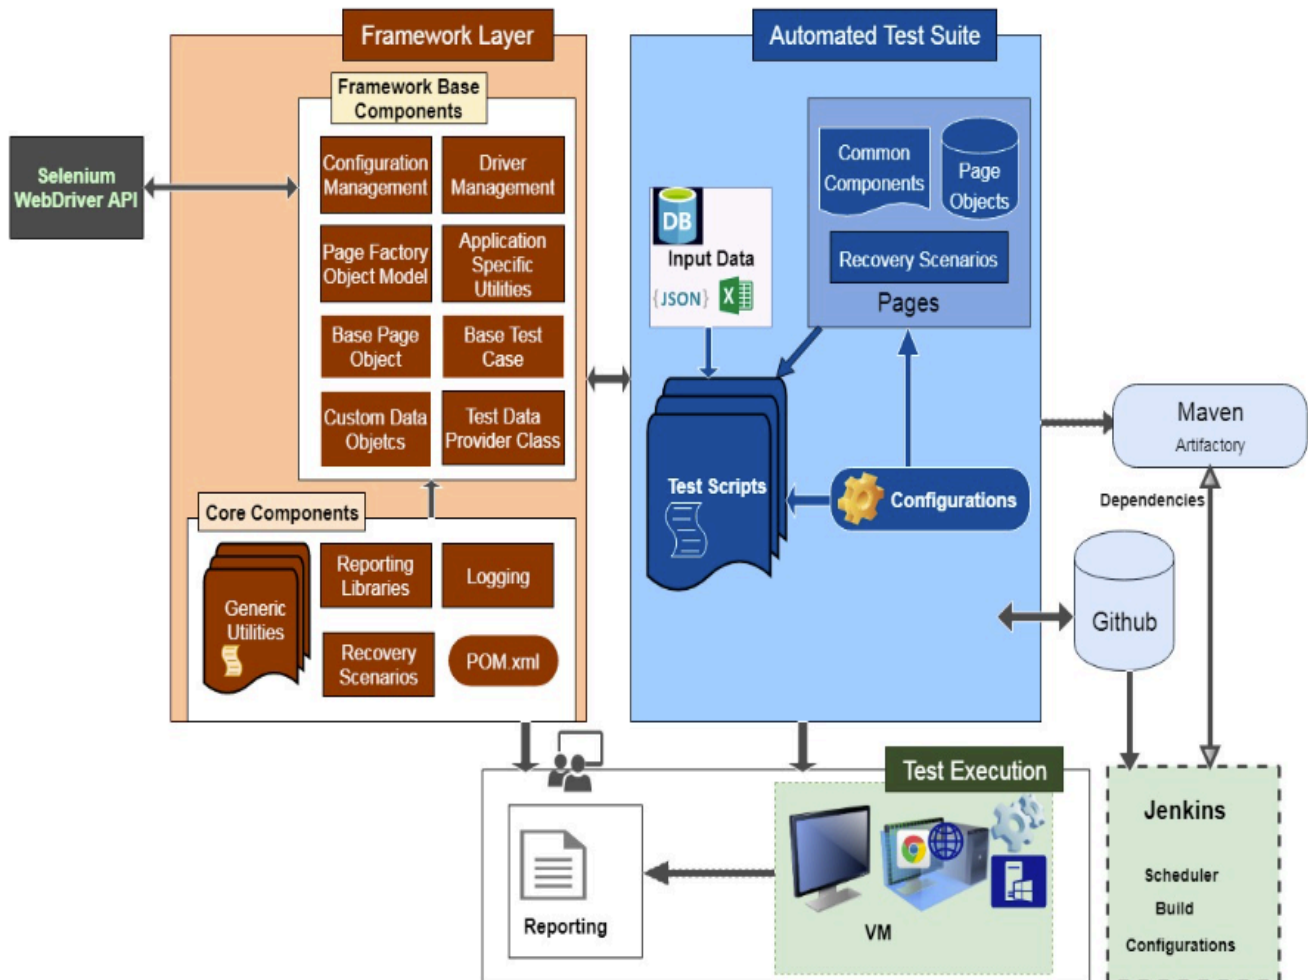 Framework Layer
Framework Base
Components
Selenium
WebDriver API
Configuration
Management
Driver
Management
Page Factory
Object Model
Application
Specific
Utilities
Base Page
Object
Base Test
Case
Custom Data
Objetcs
Test Data
Provider Class
Core Components
Generic
Utilities
Reporting
Libraries
Logging
Recovery
Scenarios
POM.xml
Automated Test Suite
Common
Components
Page
Objects
Recovery Scenarios
Pages
DB
Input Data
{JSON}
X
Test Scripts
Configurations
Maven
Artifactory
Dependencies
Github
Jenkins
Scheduler
Build
Configurations
Test Execution
Reporting
VM